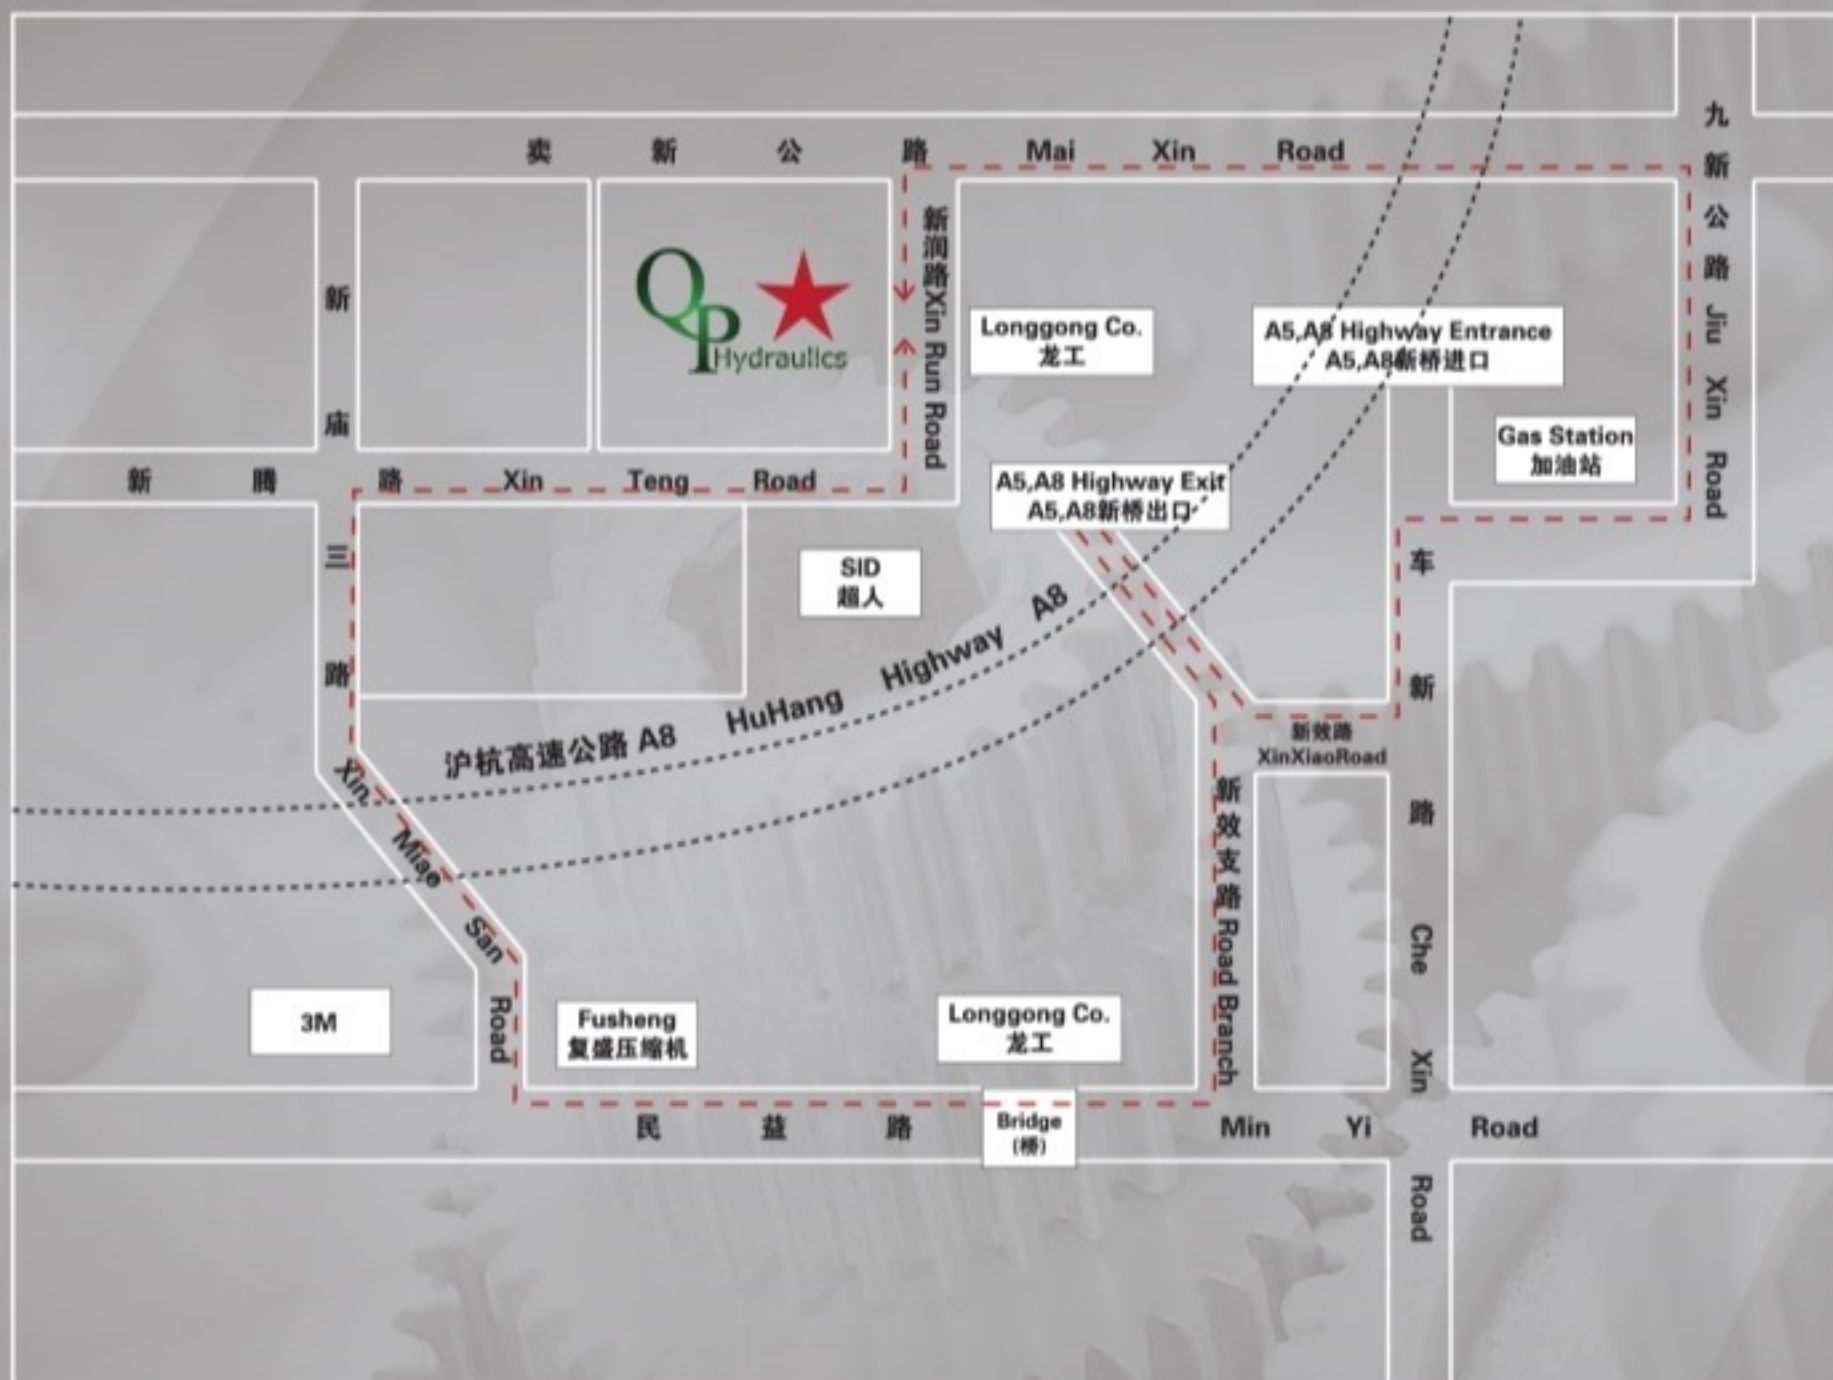 卖新公路 Mai Xin Road
九新公路 Jiu Xin Road
新润路 Xin Run Road
QP Hydraulics
新庙三路 Xin Miao San Road
Longgong Co.
龙工
A5,A8 Highway Entrance
A5,A8新桥进口
Gas Station
加油站
新腾路 Xin Teng Road
A5,A8 Highway Exit
A5,A8新桥出口
SID
超人
车新路 Che Xin Road
沪杭高速公路 A8 HuHang Highway A8
新效路
XinXiaoRoad
新效支路 Road Branch
3M
Fusheng
复盛压缩机
Longgong Co.
龙工
民益路 Min Yi Road
Bridge
(桥)